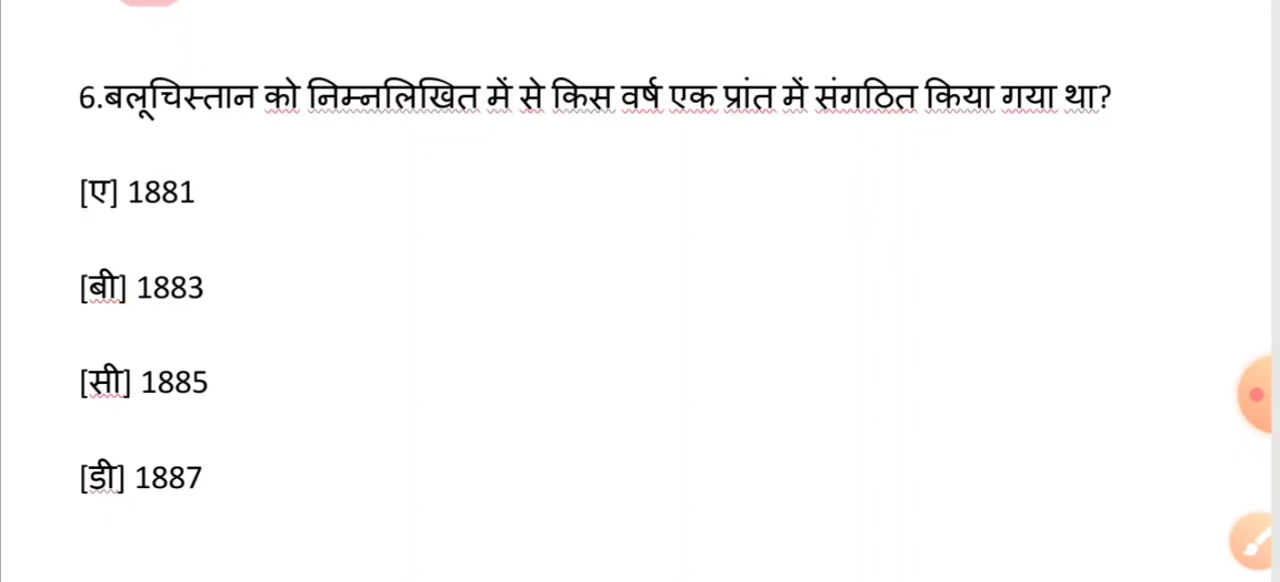 6.बलूचिस्तान को निम्नलिखित में से किस वर्ष एक प्रांत में संगठित किया गया था?
[ए] 1881
[बी] 1883
[सी] 1885
[डी] 1887